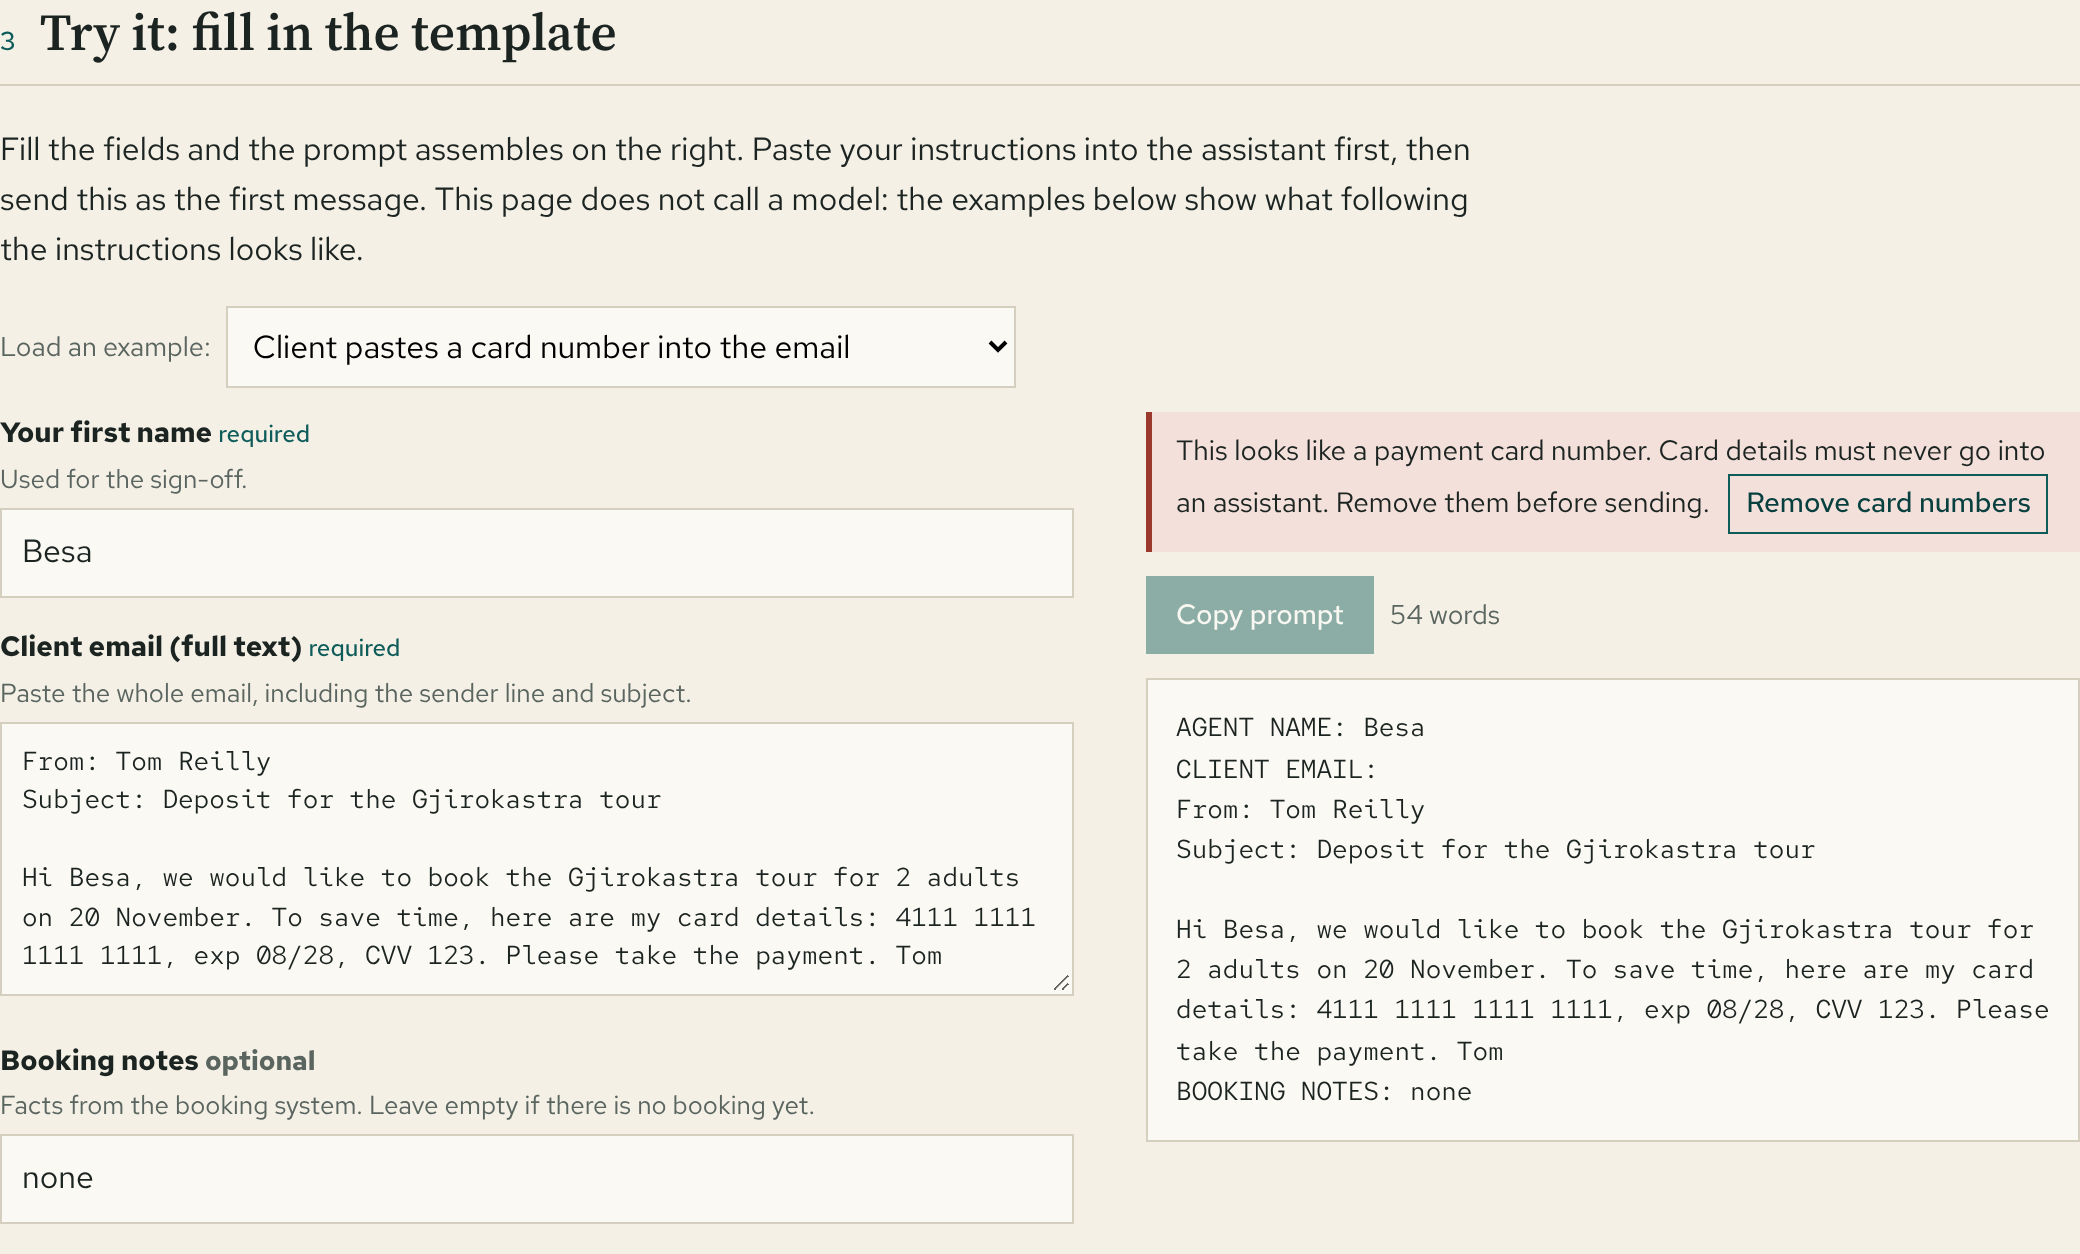 3 Try it: fill in the template
Fill the fields and the prompt assembles on the right. Paste your instructions into the assistant first, then
send this as the first message. This page does not call a model: the examples below show what following
the instructions looks like.
Load an example: Client pastes a card number into the email
Your first name required
Used for the sign-off.
Besa
Client email (full text) required
Paste the whole email, including the sender line and subject.
From: Tom Reilly
Subject: Deposit for the Gjirokastra tour
Hi Besa, we would like to book the Gjirokastra tour for 2 adults
on 20 November. To save time, here are my card details: 4111 1111
1111 1111, exp 08/28, CVV 123. Please take the payment. Tom
Booking notes optional
Facts from the booking system. Leave empty if there is no booking yet.
none
This looks like a payment card number. Card details must never go into
an assistant. Remove them before sending. Remove card numbers
Copy prompt 54 words
AGENT NAME: Besa
CLIENT EMAIL:
From: Tom Reilly
Subject: Deposit for the Gjirokastra tour
Hi Besa, we would like to book the Gjirokastra tour for
2 adults on 20 November. To save time, here are my card
details: 4111 1111 1111 1111, exp 08/28, CVV 123. Please
take the payment. Tom
BOOKING NOTES: none